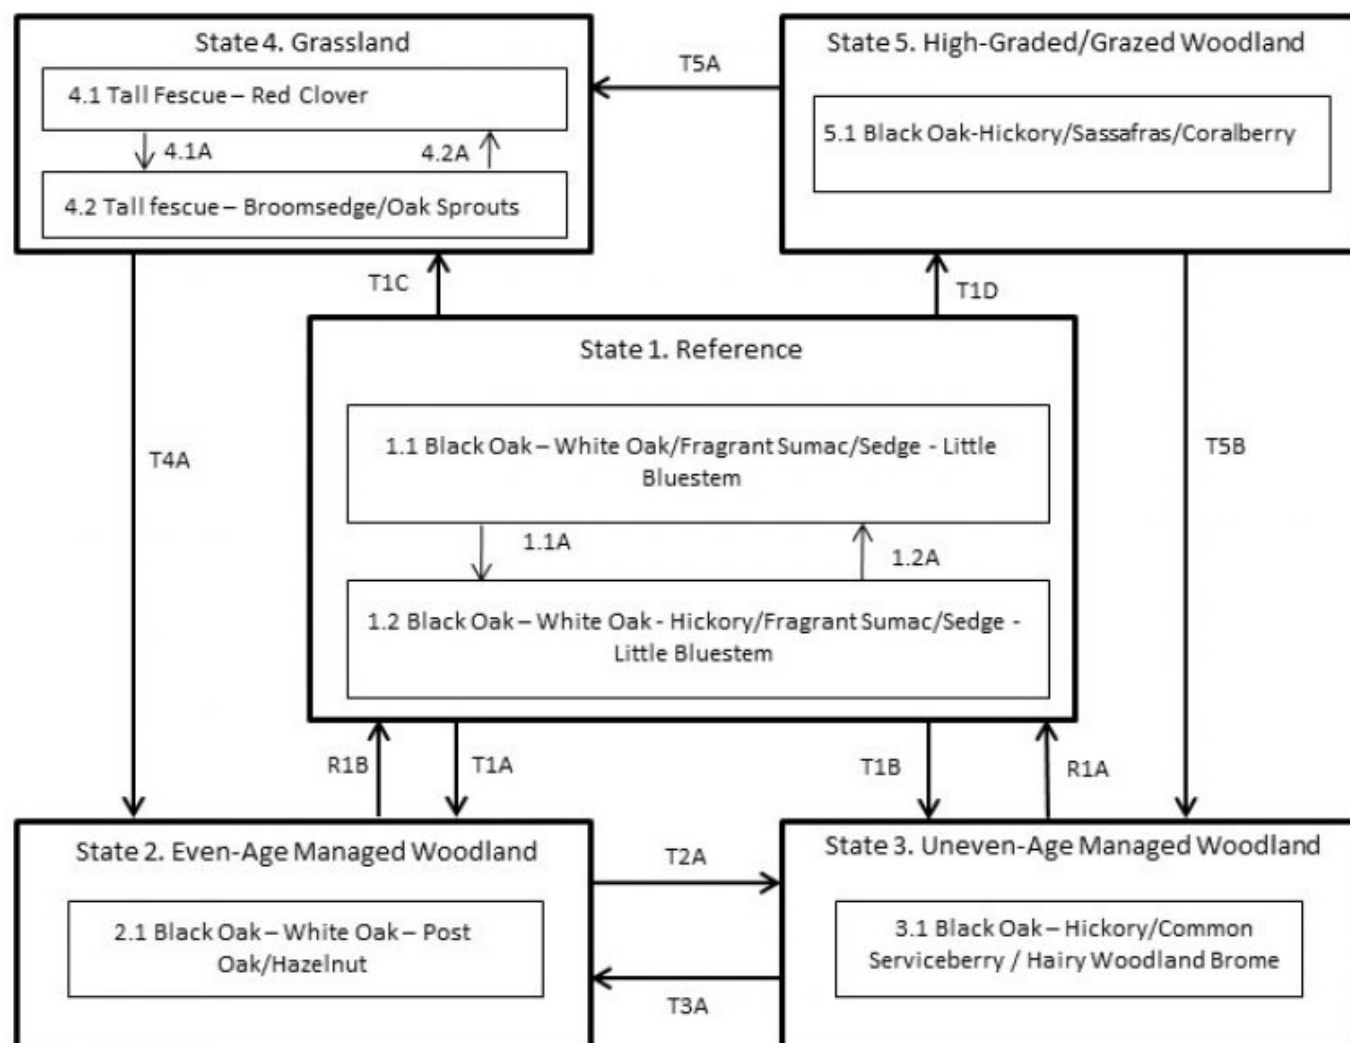 State 4. Grassland
4.1 Tall Fescue – Red Clover
4.1A
4.2A
4.2 Tall fescue – Broomsedge/Oak Sprouts
T5A
State 5. High-Graded/Grazed Woodland
5.1 Black Oak-Hickory/Sassafras/Coralberry
T1C
T1D
State 1. Reference
1.1 Black Oak – White Oak/Fragrant Sumac/Sedge - Little
Bluestem
1.1A
1.2A
1.2 Black Oak – White Oak - Hickory/Fragrant Sumac/Sedge -
Little Bluestem
T4A
T5B
R1B
T1A
T1B
R1A
State 2. Even-Age Managed Woodland
2.1 Black Oak – White Oak – Post
Oak/Hazelnut
T2A
T3A
State 3. Uneven-Age Managed Woodland
3.1 Black Oak – Hickory/Common
Serviceberry / Hairy Woodland Brome